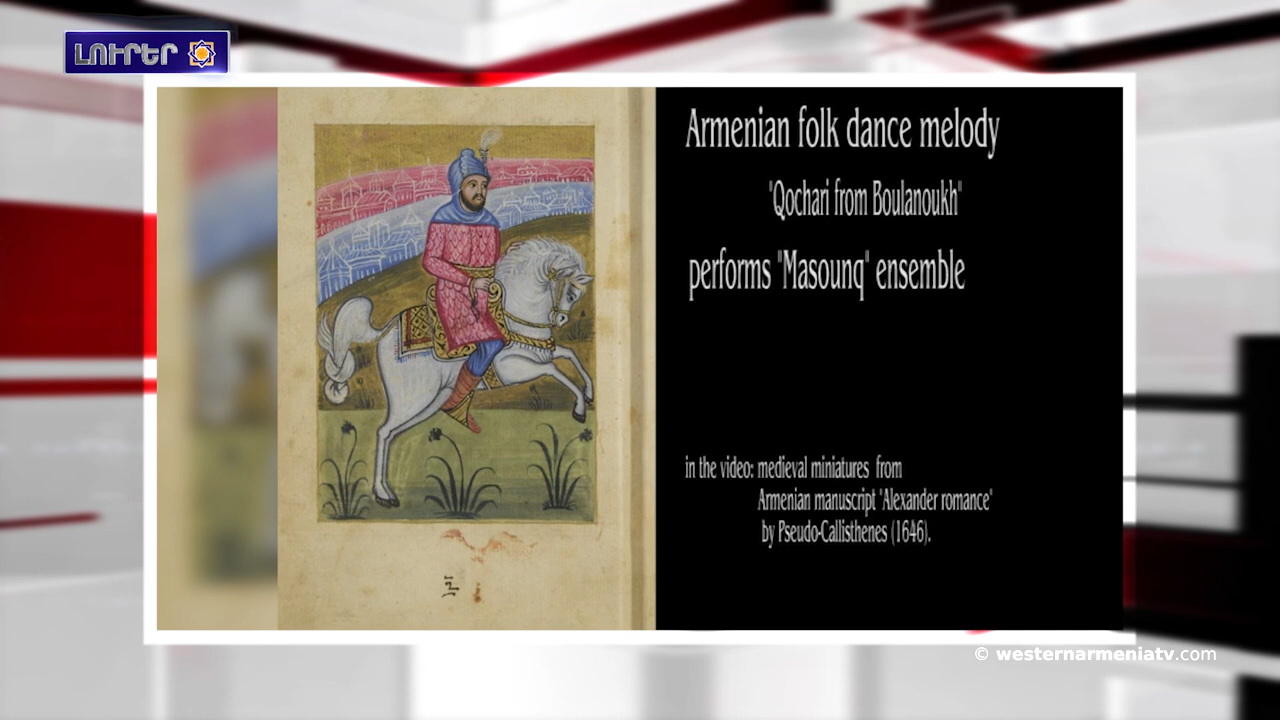 ԼՈՒՐԵՐ
Armenian folk dance melody
"Qochari from Boulanoukh"
performs "Masounq" ensemble
in the video: medieval miniatures from
Armenian manuscript "Alexander romance"
by Pseudo-Callisthenes (1646).
© westernarmeniatv.com